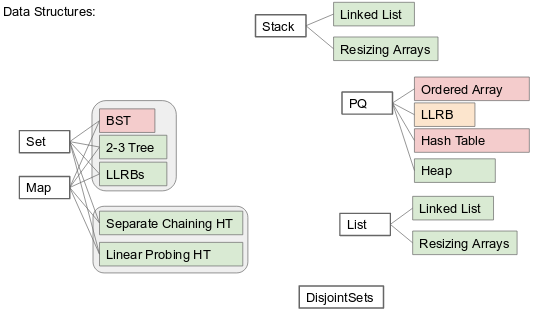 Data Structures:
Stack
Linked List
Resizing Arrays
PQ
Ordered Array
LLRB
Hash Table
Heap
Set
Map
BST
2-3 Tree
LLRBs
Separate Chaining HT
Linear Probing HT
List
Linked List
Resizing Arrays
DisjointSets